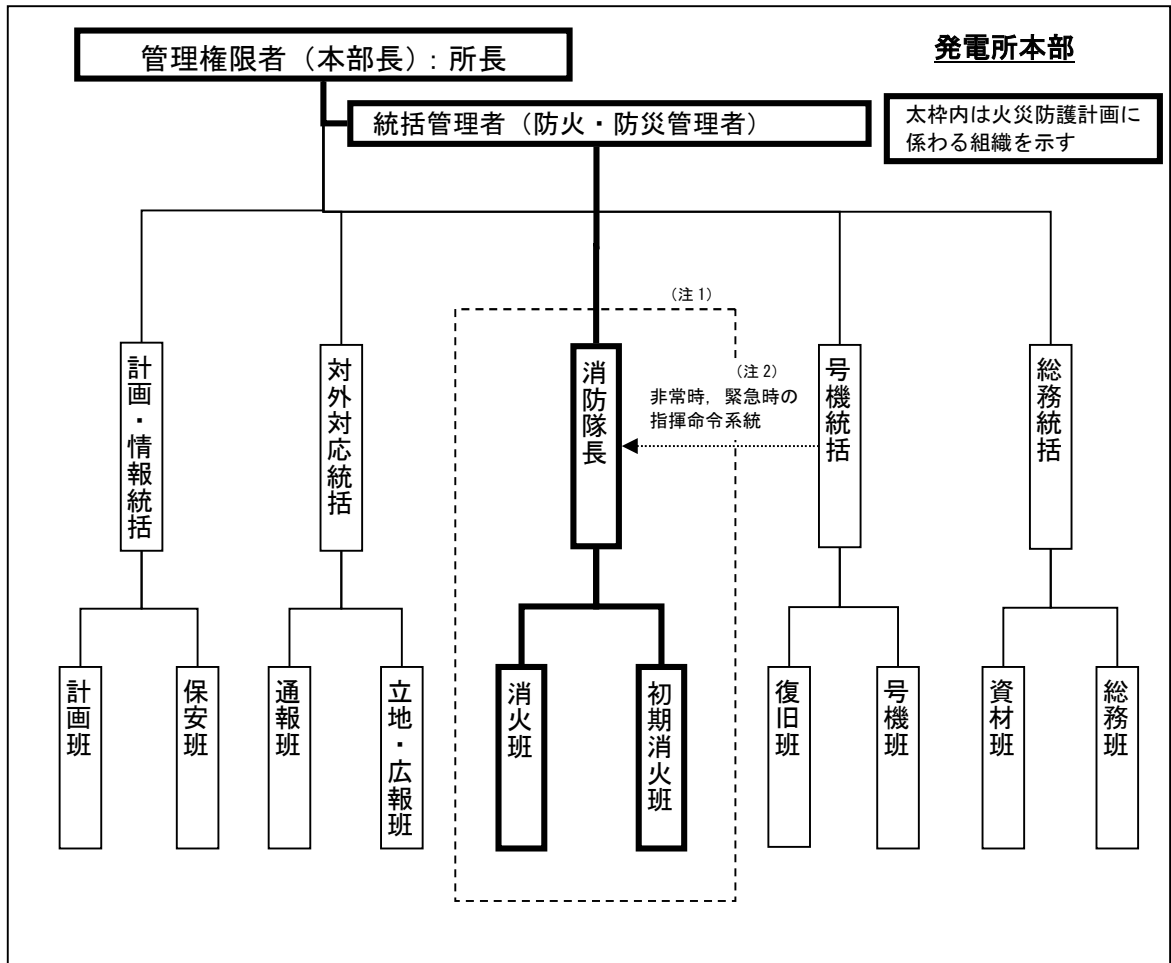 発電所本部
管理権限者（本部長）：所長
統括管理者（防火・防災管理者）
太枠内は火災防護計画に
係わる組織を示す
（注1）
計画・情報統括
対外対応統括
消防隊長
（注2）
非常時，緊急時の
指揮命令系統
号機統括
総務統括
計画班
保安班
通報班
立地・広報班
消火班
初期消火班
復旧班
号機班
資材班
総務班